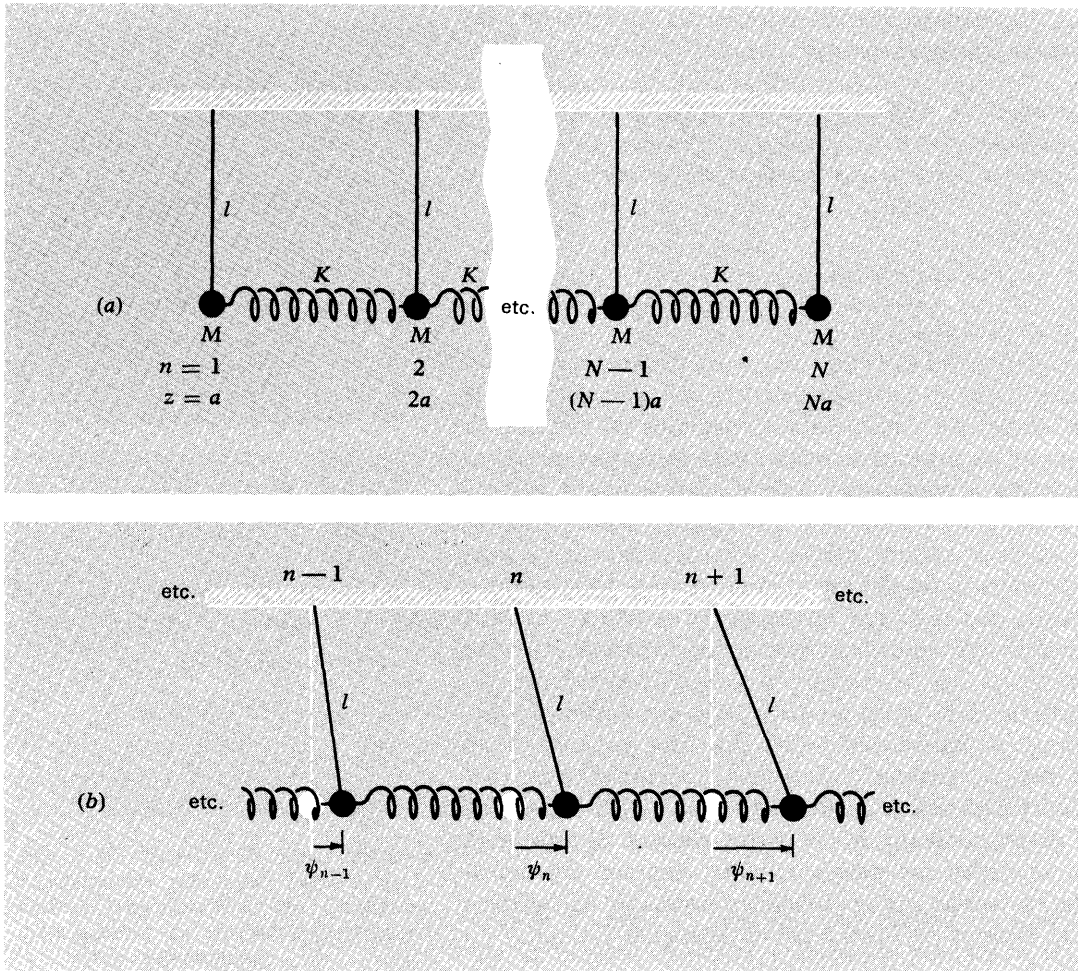 l l l l
K K K
(a) etc.
M M M M
n = 1 2 N — 1 N
z = a 2a (N — 1)a Na
n — 1 n n + 1
etc. etc.
l l l
(b) etc. etc.
ψn−1 ψn ψn+1